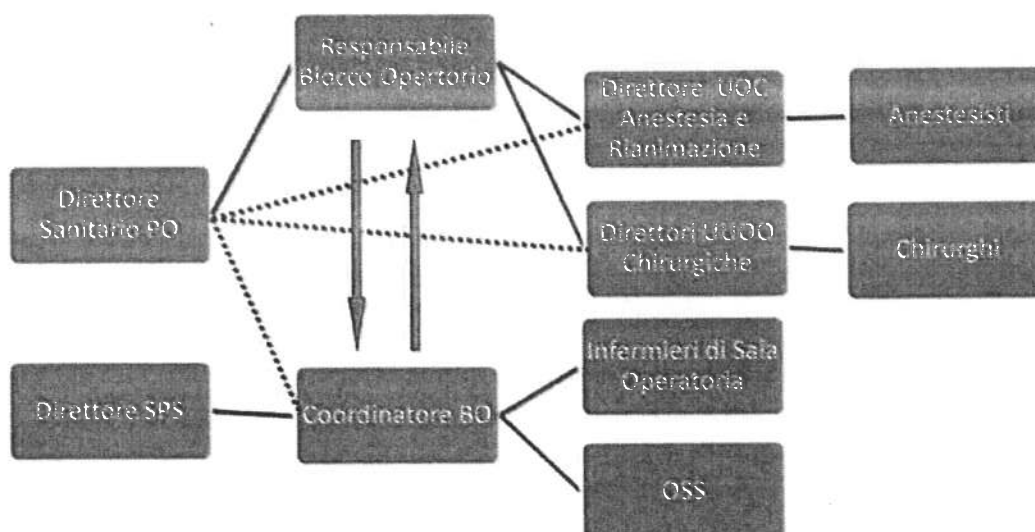 Responsabile
Blocco Opertorio
Direttore UOC
Anestesia e
Rianimazione
Anestesisti
Direttore
Sanitario PO
Direttori UUOO
Chirurgiche
Chirurghi
Infermieri di Sala
Operatoria
Direttore SPS
Coordinatore BO
OSS